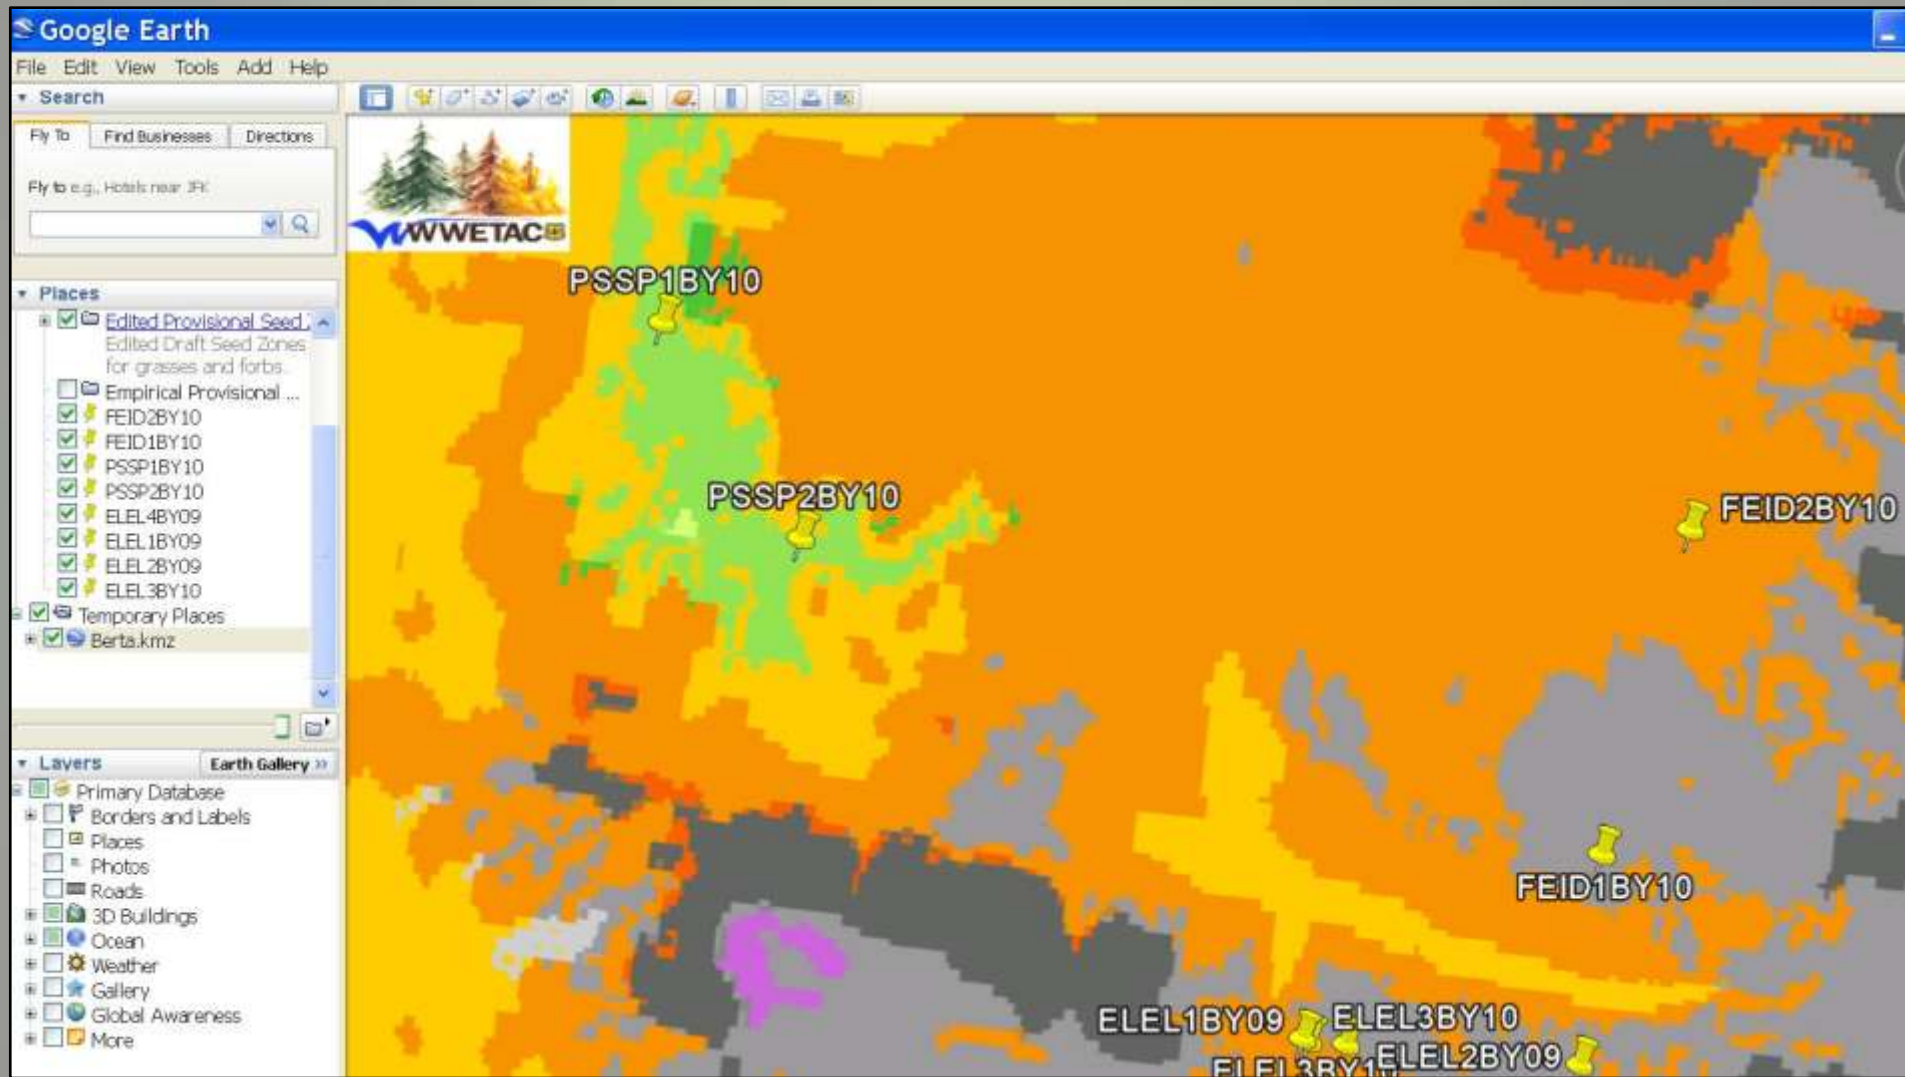 Google Earth
File Edit View Tools Add Help
Search
Fly To Find Businesses Directions
Fly to e.g., Hotels near JFK
Places
Edited Provisional Seed
Edited Draft Seed Zones
for grasses and forbs.
Empirical Provisional ...
FEID2BY10
FEID1BY10
PSSP1BY10
PSSP2BY10
ELEL4BY09
ELEL1BY09
ELEL2BY09
ELEL3BY10
Temporary Places
Berta.kmz
Layers Earth Gallery »
Primary Database
Borders and Labels
Places
Photos
Roads
3D Buildings
Ocean
Weather
Gallery
Global Awareness
More
WWETAC
PSSP1BY10
PSSP2BY10
FEID2BY10
FEID1BY10
ELEL1BY09 ELEL3BY10
ELEL3BY10 ELEL2BY09